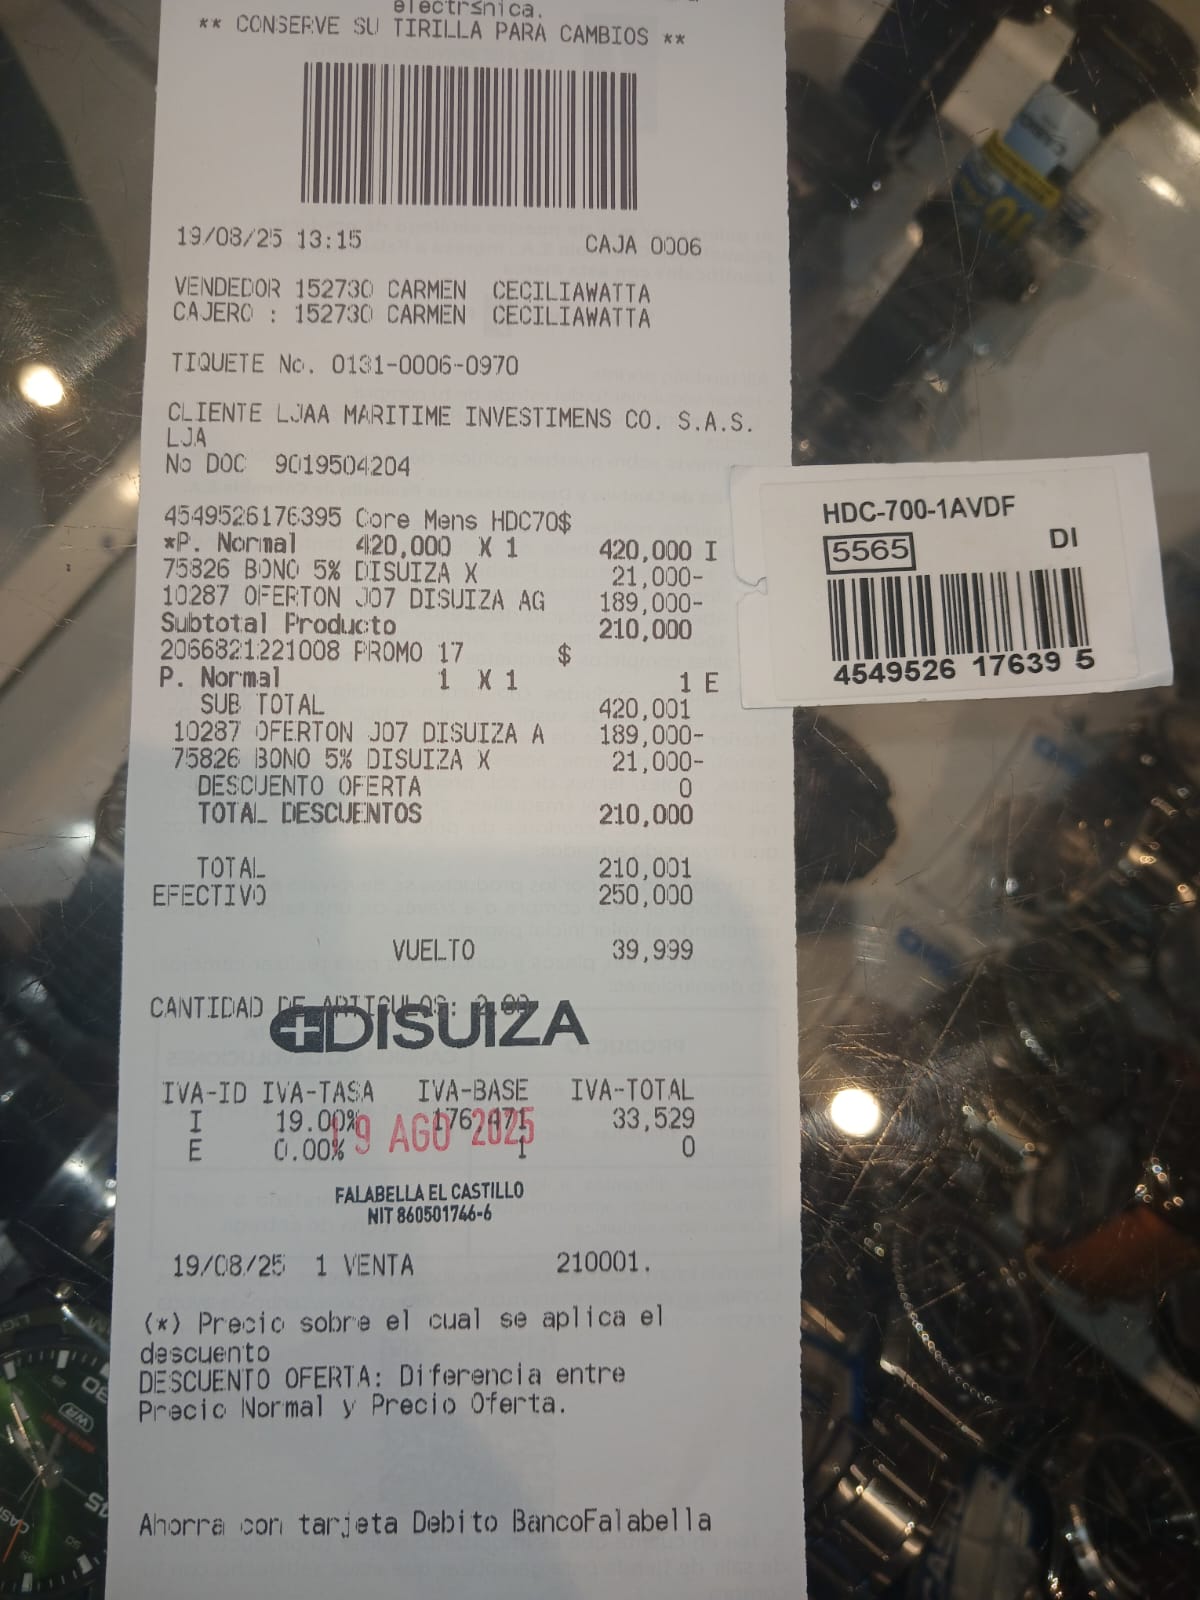 electrsnica.
** CONSERVE SU TIRILLA PARA CAMBIOS **
19/08/25 13:15 CAJA 0006
VENDEDOR 152730 CARMEN CECILIAWATTA
CAJERO : 152730 CARMEN CECILIAWATTA
TIQUETE No. 0131-0006-0970
CLIENTE LJAA MARITIME INVESTIMENS CO. S.A.S.
LJA
No DOC 9019504204
4549526176395 Core Mens HDC70$
*P. Normal 420,000 X 1 420,000 I
75826 BONO 5% DISUIZA X 21,000-
10287 OFERTON J07 DISUIZA AG 189,000-
Subtotal Producto 210,000
2066821221008 PROMO 17 $
P. Normal 1 X 1 1 E
SUB TOTAL 420,001
10287 OFERTON J07 DISUIZA A 189,000-
75826 BONO 5% DISUIZA X 21,000-
DESCUENTO OFERTA 0
TOTAL DESCUENTOS 210,000
TOTAL 210,001
EFECTIVO 250,000
VUELTO 39,999
CANTIDAD DE ARTICULOS: 2.00
DISUIZA
IVA-ID IVA-TASA IVA-BASE IVA-TOTAL
I 19.00% 176,471 33,529
19 AGO 2025
E 0.00% 1 0
FALABELLA EL CASTILLO
NIT 860501746-6
19/08/25 1 VENTA 210001.
(*) Precio sobre el cual se aplica el
descuento
DESCUENTO OFERTA: Diferencia entre
Precio Normal y Precio Oferta.
Ahorra con tarjeta Debito BancoFalabella
HDC-700-1AVDF
5565 DI
4549526 17639 5